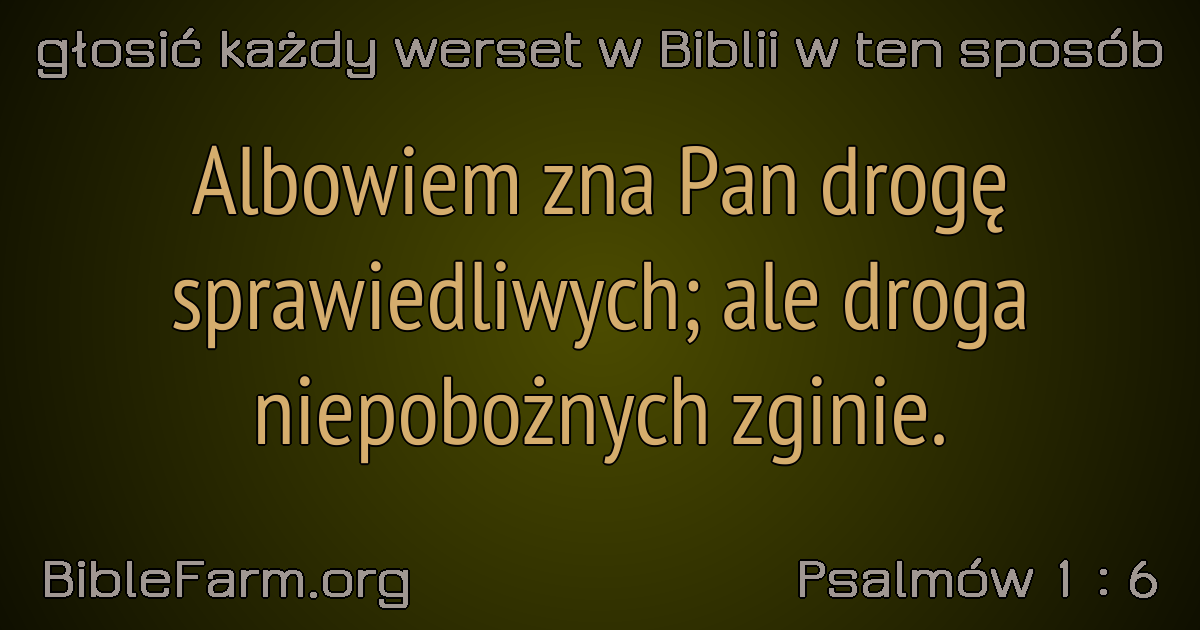 głosić każdy werset w Biblii w ten sposób
Albowiem zna Pan drogę
sprawiedliwych; ale droga
niepobożnych zginie.
BibleFarm.org
Psalmów 1 : 6